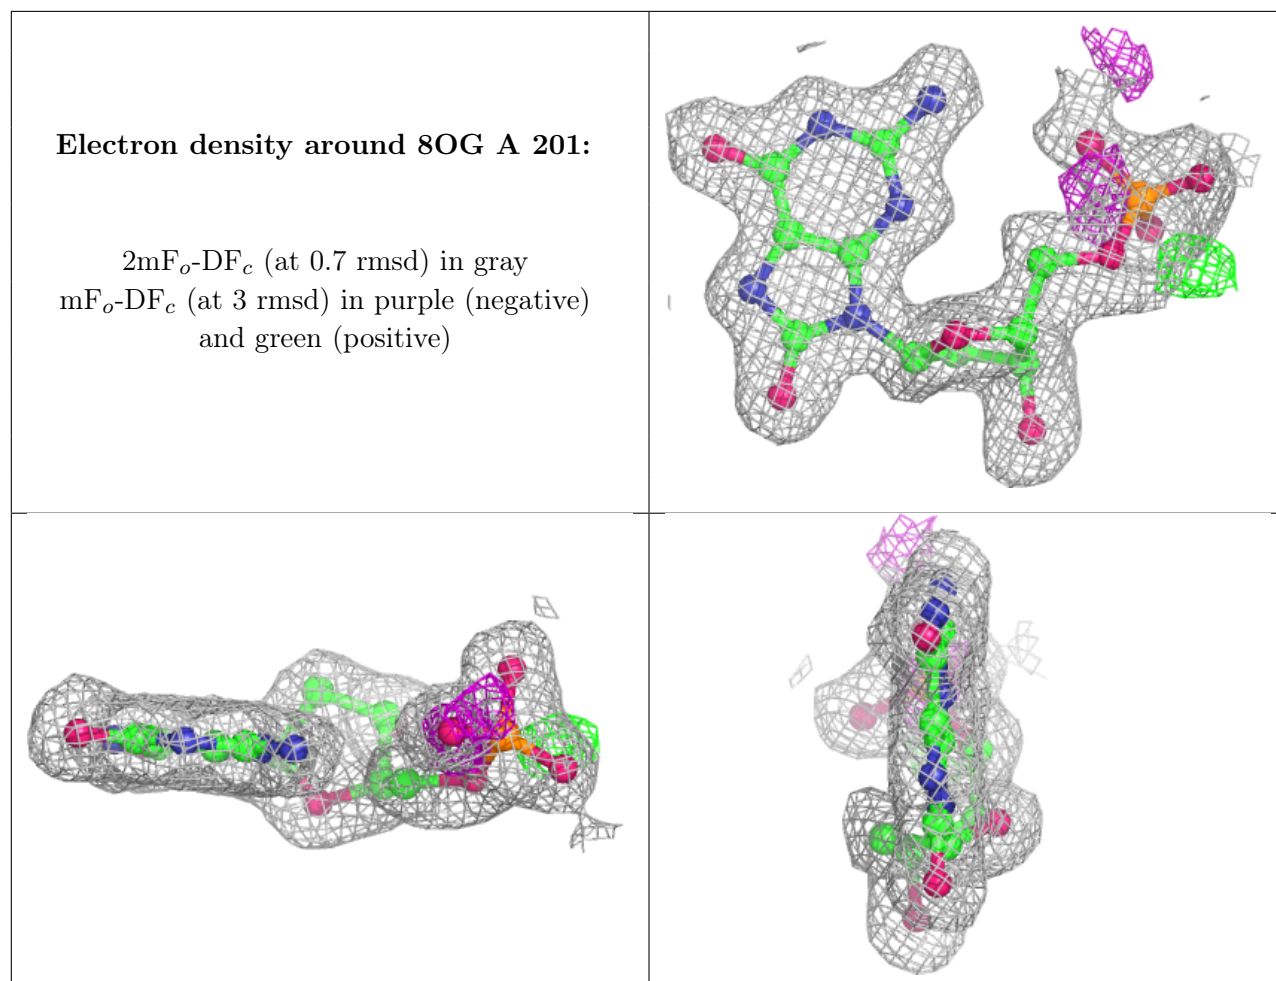 Electron density around 8OG A 201:
2mFo-DFc (at 0.7 rmsd) in gray
mFo-DFc (at 3 rmsd) in purple (negative)
and green (positive)